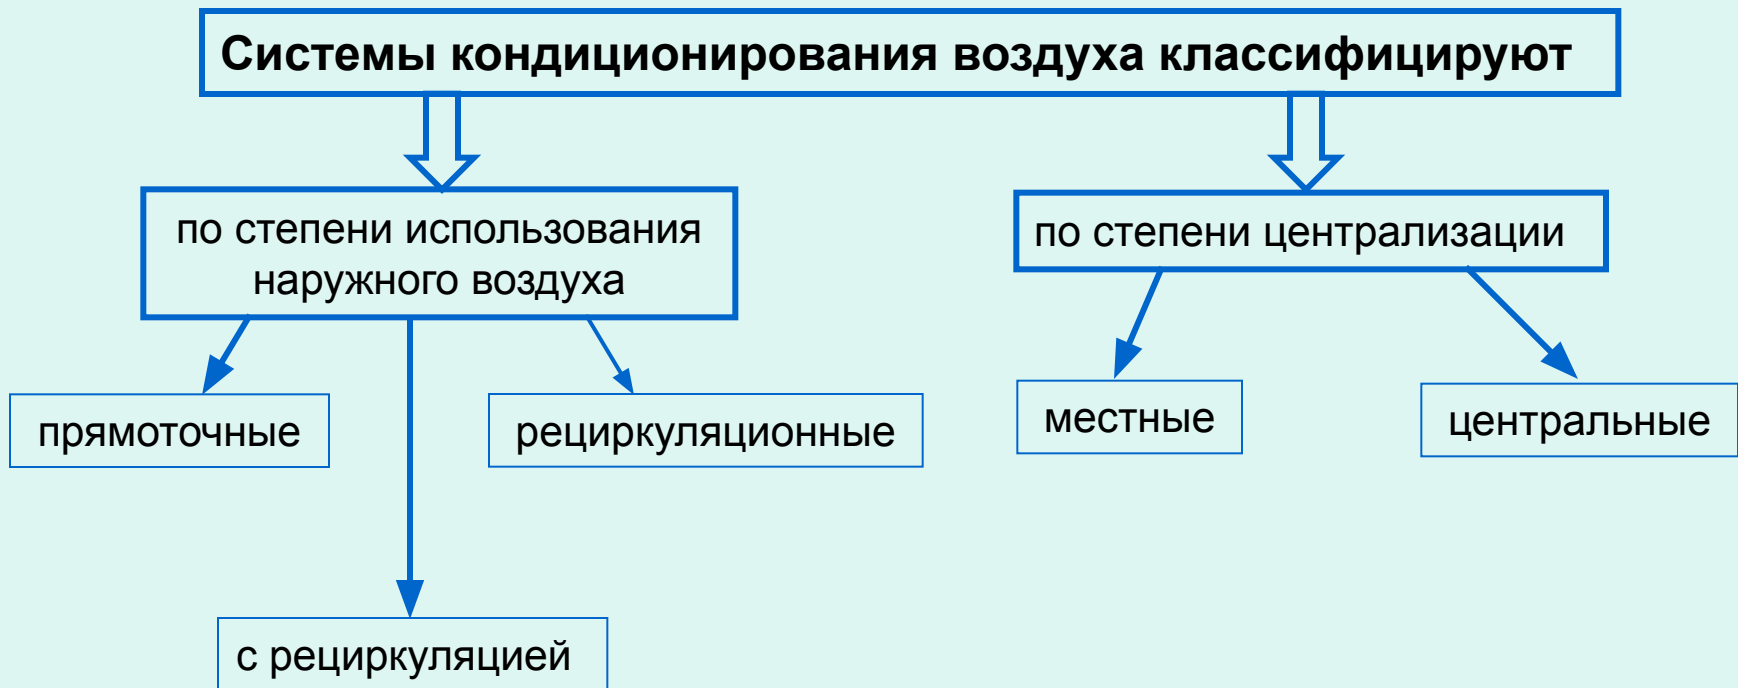 Системы кондиционирования воздуха классифицируют
по степени использования
наружного воздуха
по степени централизации
прямоточные
рециркуляционные
местные
центральные
с рециркуляцией